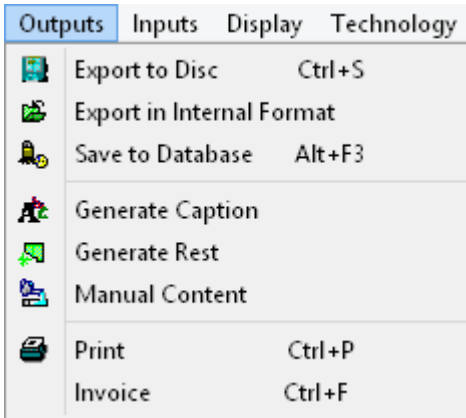 Outputs Inputs Display Technology
Export to Disc Ctrl+S
Export in Internal Format
Save to Database Alt+F3
Generate Caption
Generate Rest
Manual Content
Print Ctrl+P
Invoice Ctrl+F